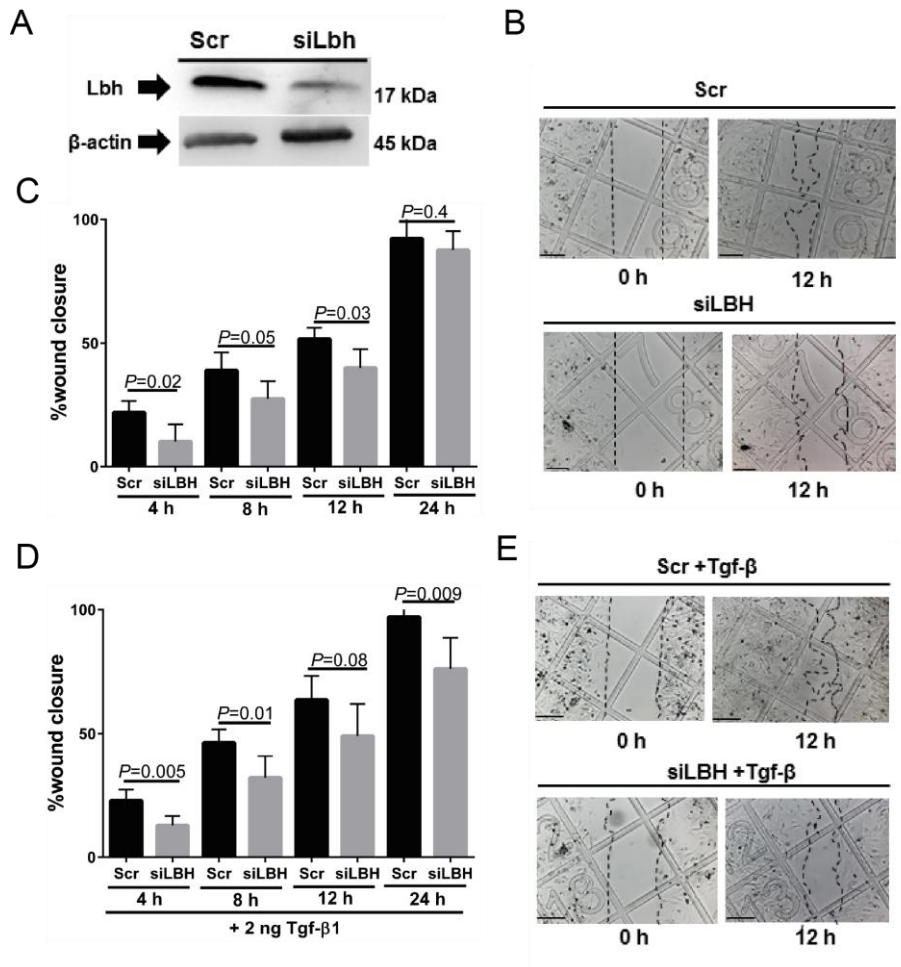 A
Scr siLbh
Lbh
17 kDa
β-actin
45 kDa
B
Scr
0 h 12 h
siLBH
0 h 12 h
C
%wound closure
100
50
0
P=0.02
P=0.05
P=0.03
P=0.4
Scr siLBH Scr siLBH Scr siLBH Scr siLBH
4 h 8 h 12 h 24 h
D
%wound closure
100
50
0
P=0.005
P=0.01
P=0.08
P=0.009
Scr siLBH Scr siLBH Scr siLBH Scr siLBH
4 h 8 h 12 h 24 h
+ 2 ng Tgf-β1
E
Scr +Tgf-β
0 h 12 h
siLBH +Tgf-β
0 h 12 h